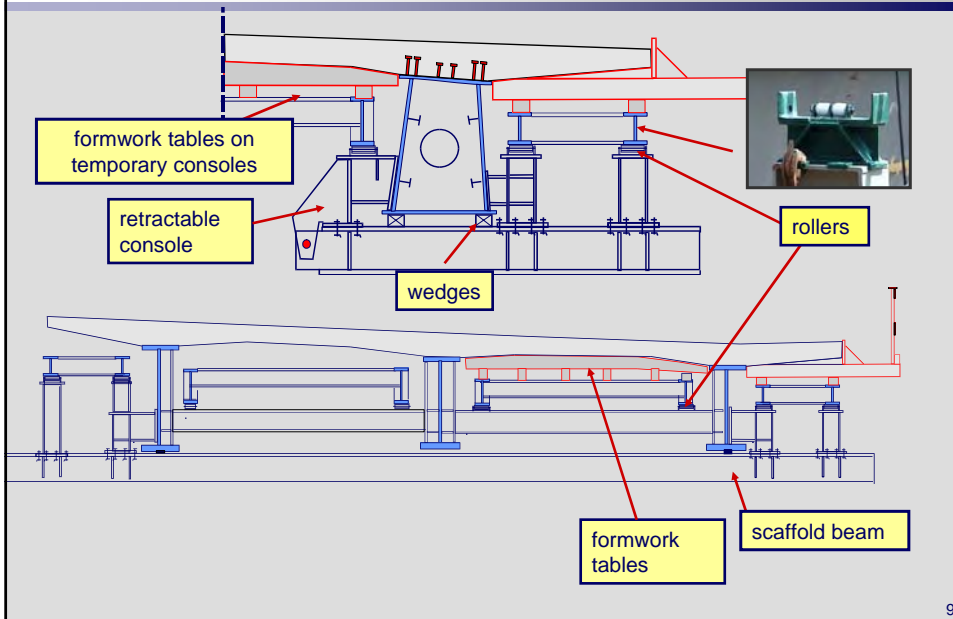 formwork tables on
temporary consoles
retractable
console
wedges
rollers
formwork
tables
scaffold beam
9